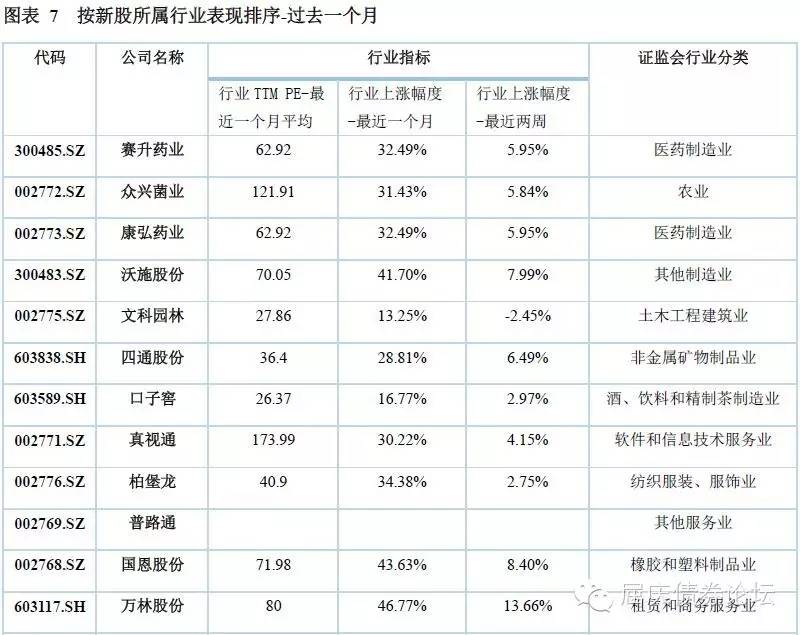 图表 7 按新股所属行业表现排序-过去一个月
代码 公司名称 行业指标 证监会行业分类
行业 TTM PE-最近一个月平均 行业上涨幅度-最近一个月 行业上涨幅度-最近两周
300485.SZ 赛升药业 62.92 32.49% 5.95% 医药制造业
002772.SZ 众兴菌业 121.91 31.43% 5.84% 农业
002773.SZ 康弘药业 62.92 32.49% 5.95% 医药制造业
300483.SZ 沃施股份 70.05 41.70% 7.99% 其他制造业
002775.SZ 文科园林 27.86 13.25% -2.45% 土木工程建筑业
603838.SH 四通股份 36.4 28.81% 6.49% 非金属矿物制品业
603589.SH 口子窖 26.37 16.77% 2.97% 酒、饮料和精制茶制造业
002771.SZ 真视通 173.99 30.22% 4.15% 软件和信息技术服务业
002776.SZ 柏堡龙 40.9 34.38% 2.75% 纺织服装、服饰业
002769.SZ 普路通 其他服务业
002768.SZ 国恩股份 71.98 43.63% 8.40% 橡胶和塑料制品业
603117.SH 万林股份 80 46.77% 13.66% 租赁和商务服务业
屈庆债券论坛